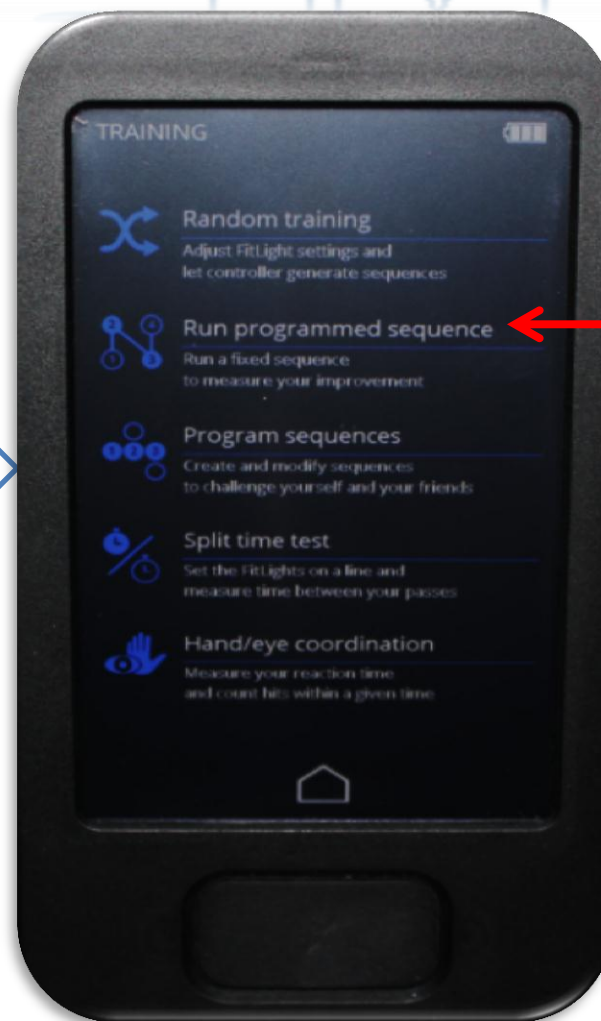 TRAINING
Random training
Adjust FitLight settings and
let controller generate sequences
Run programmed sequence
Run a fixed sequence
to measure your improvement
Program sequences
Create and modify sequences
to challenge yourself and your friends
Split time test
Set the FitLights on a line and
measure time between your passes
Hand/eye coordination
Measure your reaction time
and count hits within a given time